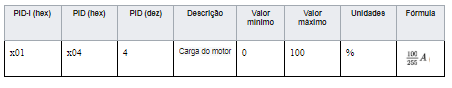 PID-I (hex) PID (hex) PID (dez) Descrição Valor mínimo Valor máximo Unidades Fórmula
x01 x04 4 Carga do motor 0 100 % 100/255 A